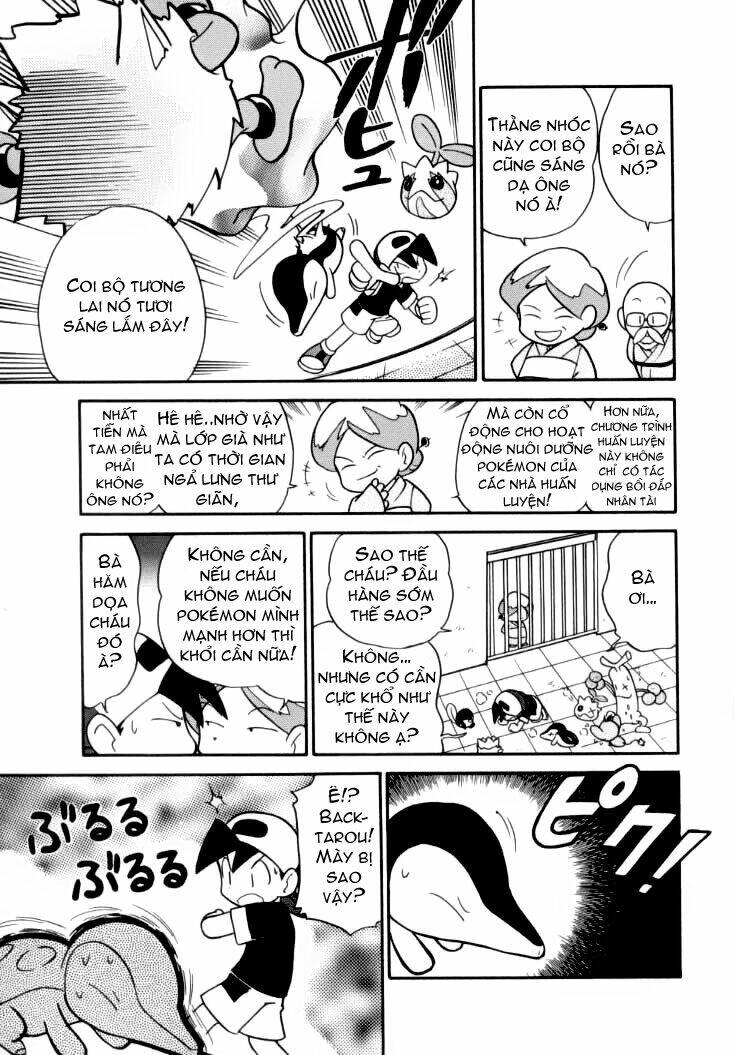 SAO
RỒI BÀ
NÓ?
THẰNG NHÓC
NÀY COI BỘ
CŨNG SÁNG
DẠ ÔNG
NÓ À!
ボ
ヒュ
COI BỘ TƯƠNG
LAI NÓ TƯƠI
SÁNG LẮM ĐÂY!
HƠN NỮA,
CHƯƠNG TRÌNH
HUẤN LUYỆN
NÀY KHÔNG
CHỈ CÓ TÁC
DỤNG BỒI ĐẮP
NHÂN TÀI
MÀ CÒN CỔ
ĐỘNG CHO HOẠT
ĐỘNG NUÔI DƯỠNG
POKÉMON CỦA
CÁC NHÀ HUẤN
LUYỆN!
HÊ HÊ..NHỜ VẬY
MÀ LỚP GIÀ NHƯ
TA CÓ THỜI GIAN
NGẢ LƯNG THƯ
GIÃN,
NHẤT
TIỄN MÀ
TAM ĐIÊU
PHẢI
KHÔNG
ÔNG NÓ?
BÀ
ƠI...
SAO THẾ
CHÁU? ĐẦU
HÀNG SỚM
THẾ SAO?
KHÔNG...
NHƯNG CÓ CẦN
CỰC KHỔ NHƯ
THẾ NÀY
KHÔNG Ạ?
KHÔNG CẦN,
NẾU CHÁU
KHÔNG MUỐN
POKÉMON MÌNH
MẠNH HƠN THÌ
KHỎI CẦN NỮA!
BÀ
HĂM
DỌA
CHÁU
ĐÓ
À?
ピク!
Ê!?
BACK-
TAROU!
MÀY BỊ
SAO
VẬY?
ぶるる
ぶるる